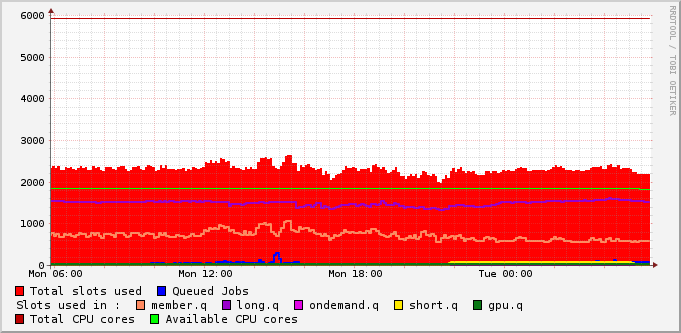 6000
5000
4000
3000
2000
1000
0
Mon 06:00 Mon 12:00 Mon 18:00 Tue 00:00
Total slots used Queued Jobs
Slots used in : member.q long.q ondemand.q short.q gpu.q
Total CPU cores Available CPU cores
RRDTOOL / TOBI OETIKER